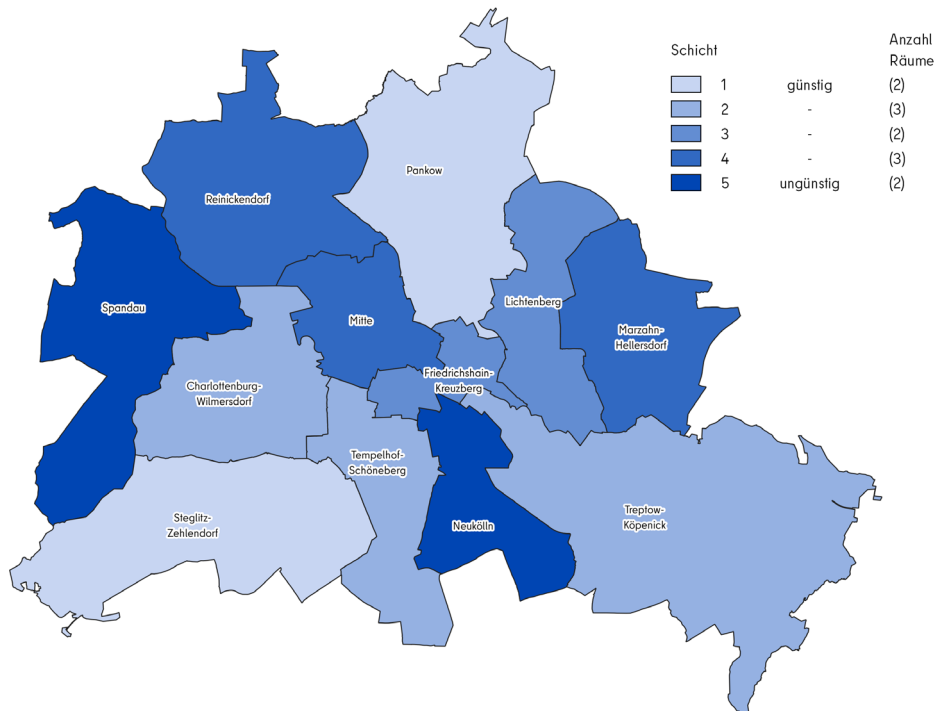 Schicht
Anzahl
Räume
1 günstig (2)
2 - (3)
3 - (2)
4 - (3)
5 ungünstig (2)
Pankow
Reinickendorf
Lichtenberg
Spandau
Mitte
Marzahn-
Hellersdorf
Friedrichshain-
Kreuzberg
Charlottenburg-
Wilmersdorf
Tempelhof-
Schöneberg
Treptow-
Köpenick
Steglitz-
Zehlendorf
Neukölln